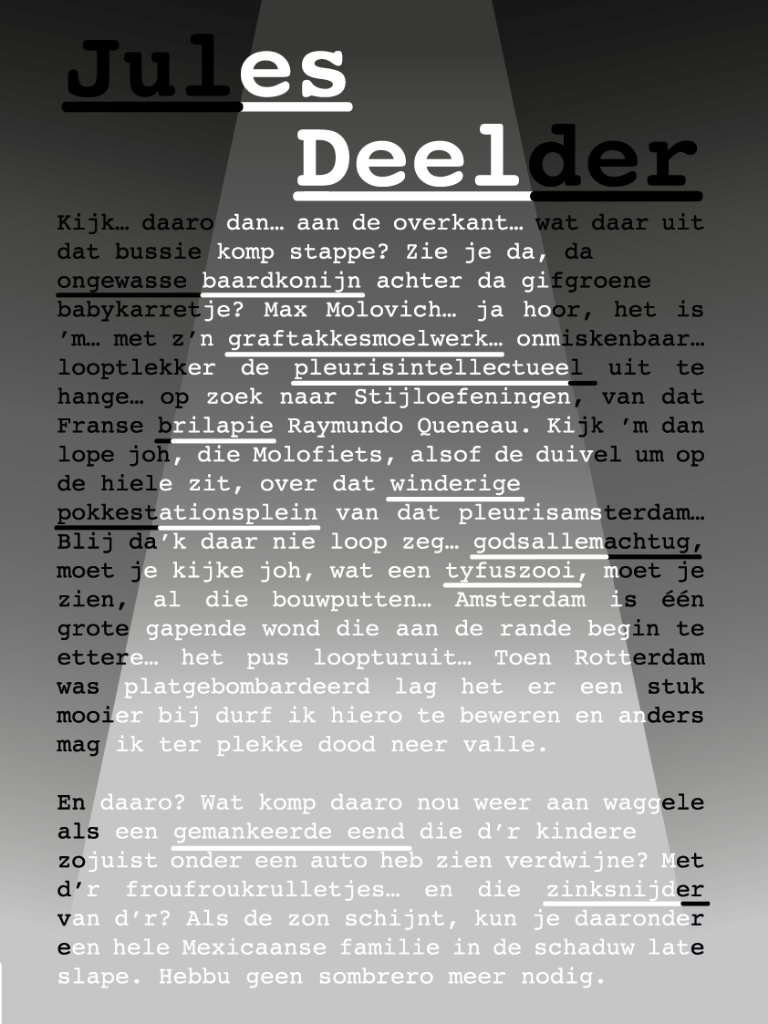 Jules
Deelder
Kijk… daaro dan… aan de overkant… wat daar uit
dat bussie komp stappe? Zie je da, da
ongewasse baardkonijn achter da gifgroene
babykarretje? Max Molovich… ja hoor, het is
’m… met z’n graftakkesmoelwerk… onmiskenbaar…
looptlekker de pleurisintellectueel uit te
hange… op zoek naar Stijloefeningen, van dat
Franse brilapie Raymundo Queneau. Kijk ’m dan
lope joh, die Molofiets, alsof de duivel um op
de hiele zit, over dat winderige
pokkestationsplein van dat pleurisamsterdam…
Blij da’k daar nie loop zeg… godsallemachtug,
moet je kijke joh, wat een tyfuszooi, moet je
zien, al die bouwputten… Amsterdam is één
grote gapende wond die aan de rande begin te
ettere… het pus loopturuit… Toen Rotterdam
was platgebombardeerd lag het er een stuk
mooier bij durf ik hiero te beweren en anders
mag ik ter plekke dood neer valle.
En daaro? Wat komp daaro nou weer aan waggele
als een gemankeerde eend die d’r kindere
zojuist onder een auto heb zien verdwijne? Met
d’r froufroukrulletjes… en die zinksnijder
van d’r? Als de zon schijnt, kun je daaronder
een hele Mexicaanse familie in de schaduw late
slape. Hebbu geen sombrero meer nodig.